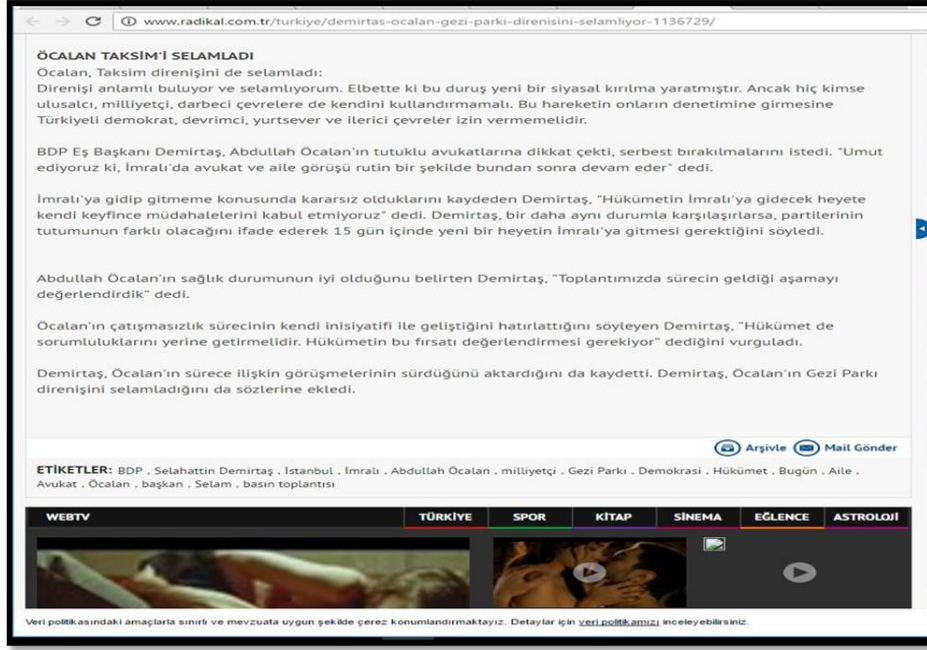 www.radikal.com.tr/turkiye/demirtas-ocalan-gezi-parki-direnisini-selamliyor-1136729/
ÖCALAN TAKSİM'İ SELAMLADI
Öcalan, Taksim direnişini de selamladı:
Direnişi anlamlı buluyor ve selamlıyorum. Elbette ki bu duruş yeni bir siyasal kırılma yaratmıştır. Ancak hiç kimse
ulusalcı, milliyetçi, darbeci çevrelere de kendini kullandırmamalı. Bu hareketin onların denetimine girmesine
Türkiyeli demokrat, devrimci, yurtsever ve ilerici çevreler izin vermemelidir.
BDP Eş Başkanı Demirtaş, Abdullah Öcalan'ın tutuklu avukatlarına dikkat çekti, serbest bırakılmalarını istedi. "Umut
ediyoruz ki, İmralı'da avukat ve aile görüşü rutin bir şekilde bundan sonra devam eder" dedi.
İmralı'ya gidip gitmeme konusunda kararsız olduklarını kaydeden Demirtaş, "Hükümetin İmralı'ya gidecek heyete
kendi keyfince müdahalelerini kabul etmiyoruz" dedi. Demirtaş, bir daha aynı durumla karşılaşırlarsa, partilerinin
tutumunun farklı olacağını ifade ederek 15 gün içinde yeni bir heyetin İmralı'ya gitmesi gerektiğini söyledi.
Abdullah Öcalan'ın sağlık durumunun iyi olduğunu belirten Demirtaş, "Toplantımızda sürecin geldiği aşamayı
değerlendirdik" dedi.
Öcalan'ın çatışmasızlık sürecinin kendi inisiyatifi ile geliştiğini hatırlattığını söyleyen Demirtaş, "Hükümet de
sorumluluklarını yerine getirmelidir. Hükümetin bu fırsatı değerlendirmesi gerekiyor" dediğini vurguladı.
Demirtaş, Öcalan'ın sürece ilişkin görüşmelerinin sürdüğünü aktardığını da kaydetti. Demirtaş, Öcalan'ın Gezi Parkı
direnişini selamladığını da sözlerine ekledi.
Arşivle Mail Gönder
ETİKETLER: BDP , Selahattin Demirtaş , İstanbul , İmralı , Abdullah Öcalan , milliyetçi , Gezi Parkı , Demokrasi , Hükümet , Bugün , Aile ,
Avukat , Öcalan , başkan , Selam , basın toplantısı
WEBTV TÜRKİYE SPOR KİTAP SİNEMA EĞLENCE ASTROLOJİ
Veri politikasındaki amaçlarla sınırlı ve mevzuata uygun şekilde çerez konumlandırmaktayız. Detaylar için veri politikamızı inceleyebilirsiniz.